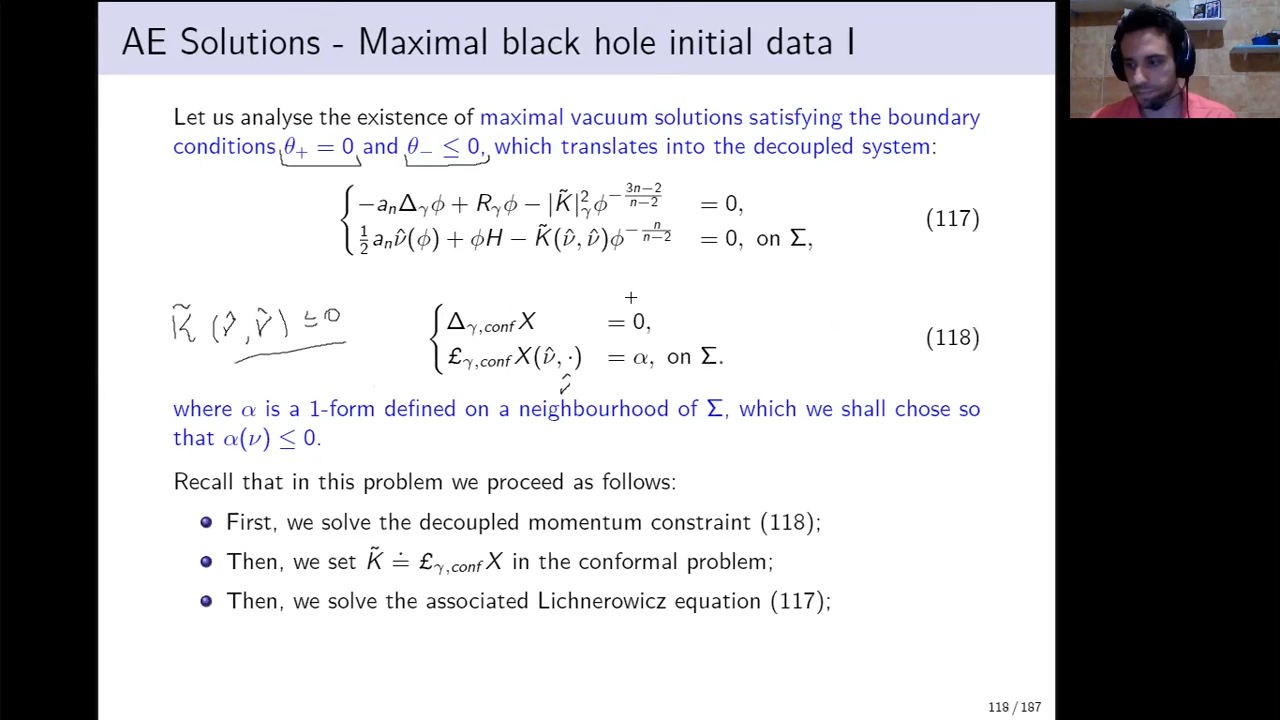 AE Solutions - Maximal black hole initial data I
Let us analyse the existence of maximal vacuum solutions satisfying the boundary
conditions θ₊ = 0 and θ₋ ≤ 0, which translates into the decoupled system:
−aₙΔ_γϕ + R_γϕ − |K̃|²_γ ϕ^{−(3n−2)/(n−2)} = 0,
½aₙν̂(ϕ) + ϕH − K̃(ν̂, ν̂)ϕ^{−n/(n−2)} = 0, on Σ,
(117)
+
K̃ (ν̂, ν̂) ≤ 0
Δ_{γ,conf}X = 0,
£_{γ,conf}X(ν̂, ·) = α, on Σ.
(118)
ν̂
where α is a 1-form defined on a neighbourhood of Σ, which we shall chose so
that α(ν) ≤ 0.
Recall that in this problem we proceed as follows:
First, we solve the decoupled momentum constraint (118);
Then, we set K̃ ≐ £_{γ,conf}X in the conformal problem;
Then, we solve the associated Lichnerowicz equation (117);
118 / 187